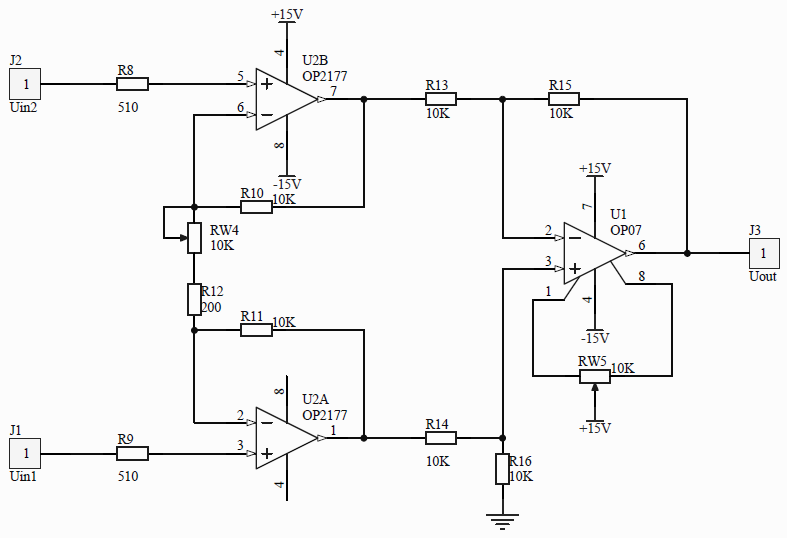 +15V
J2
1
Uin2
R8
510
5
6
4
U2B
OP2177
7
8
-15V
R13
10K
R15
10K
R10
10K
RW4
10K
R12
200
R11
10K
+15V
7
U1
OP07
2
3
6
1
4
8
-15V
J3
1
Uout
RW5
10K
+15V
8
U2A
OP2177
2
3
1
4
J1
1
Uin1
R9
510
R14
10K
R16
10K